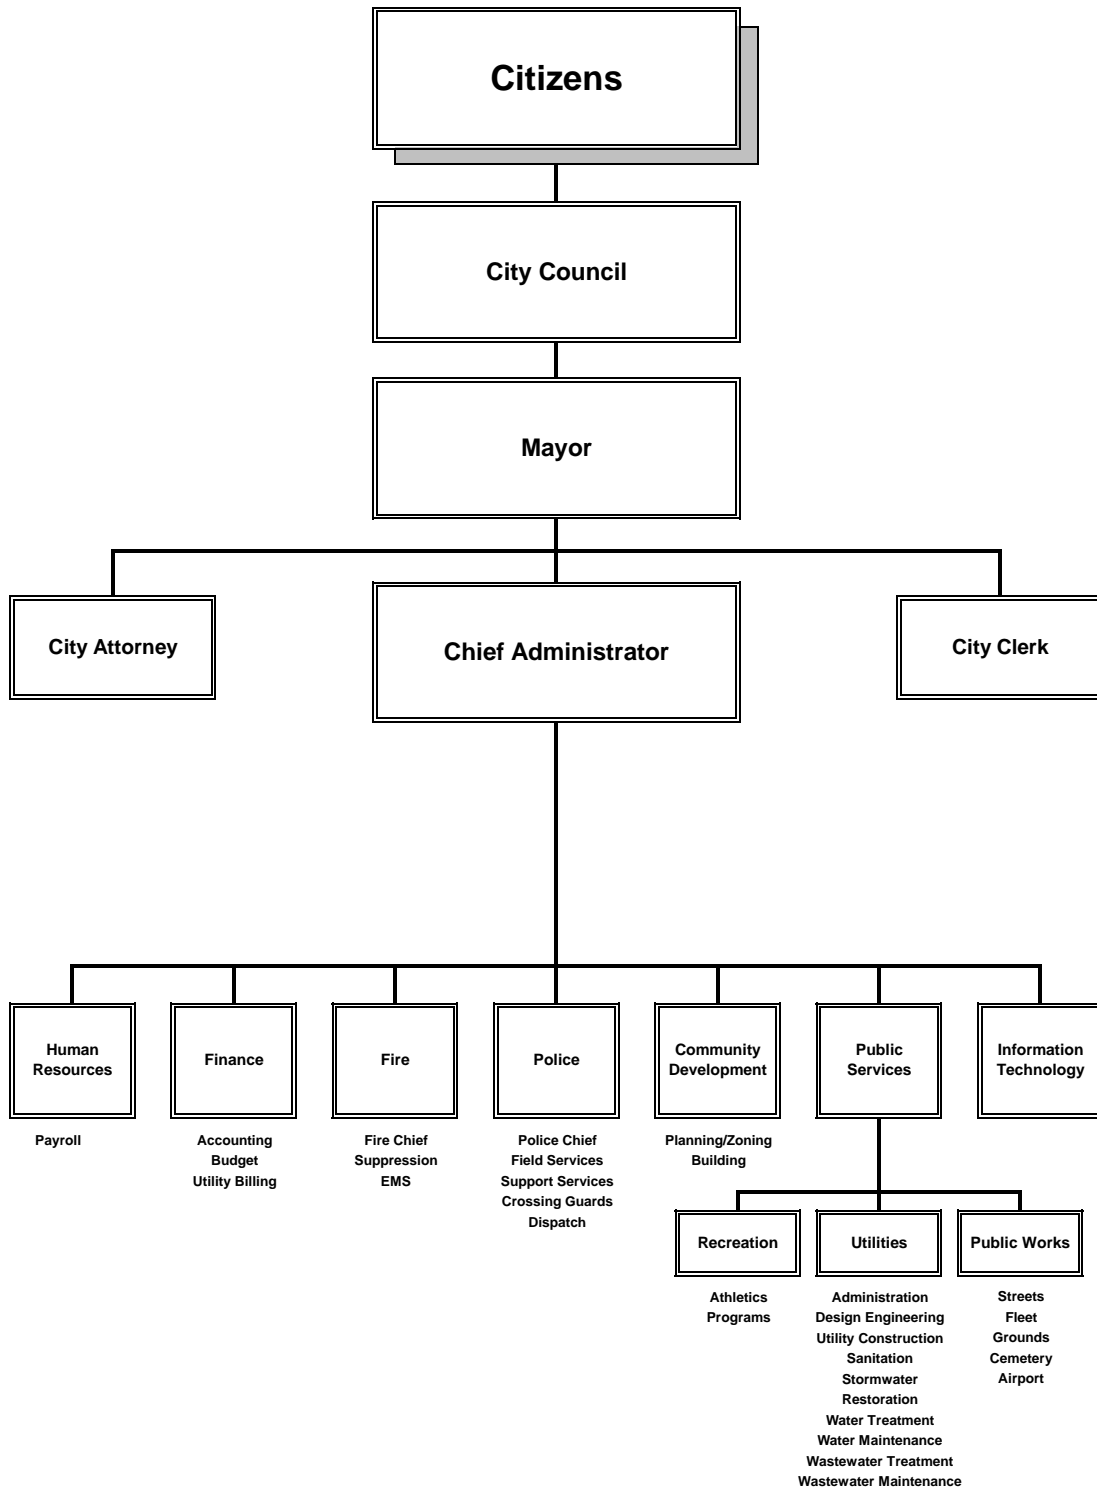 Citizens
City Council
Mayor
City Attorney
Chief Administrator
City Clerk
Human
Resources
Finance
Fire
Police
Community
Development
Public
Services
Information
Technology
Payroll
Accounting
Budget
Utility Billing
Fire Chief
Suppression
EMS
Police Chief
Field Services
Support Services
Crossing Guards
Dispatch
Planning/Zoning
Building
Recreation
Utilities
Public Works
Athletics
Programs
Administration
Design Engineering
Utility Construction
Sanitation
Stormwater
Restoration
Water Treatment
Water Maintenance
Wastewater Treatment
Wastewater Maintenance
Streets
Fleet
Grounds
Cemetery
Airport